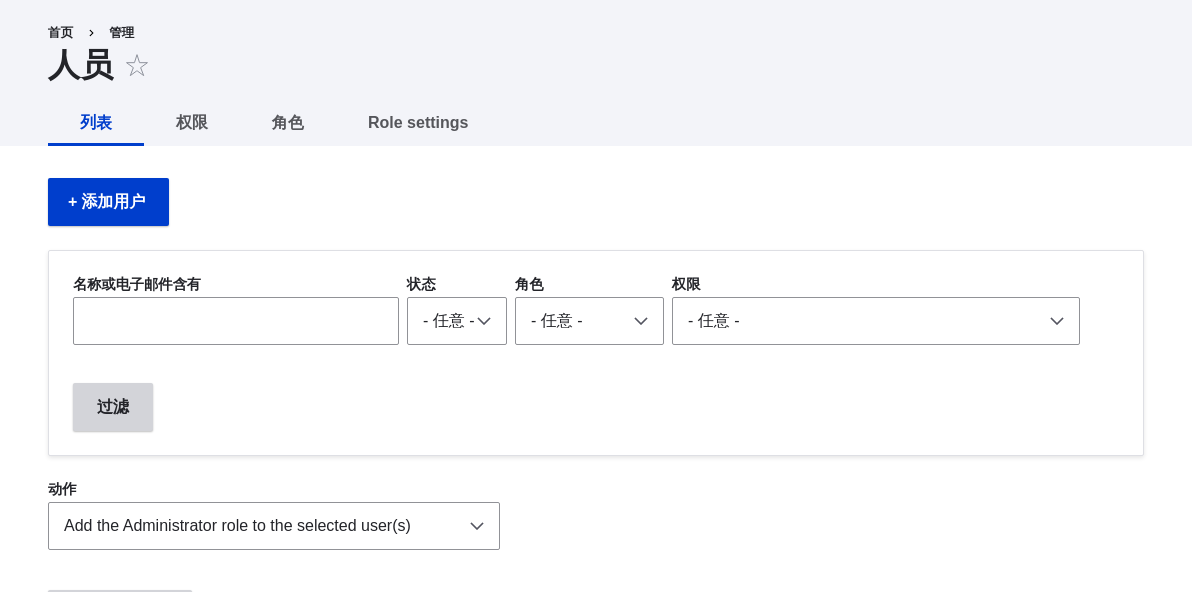 首页 › 管理
人员
列表 权限 角色 Role settings
+ 添加用户
名称或电子邮件含有 状态 角色 权限
- 任意 - - 任意 - - 任意 -
过滤
动作
Add the Administrator role to the selected user(s)